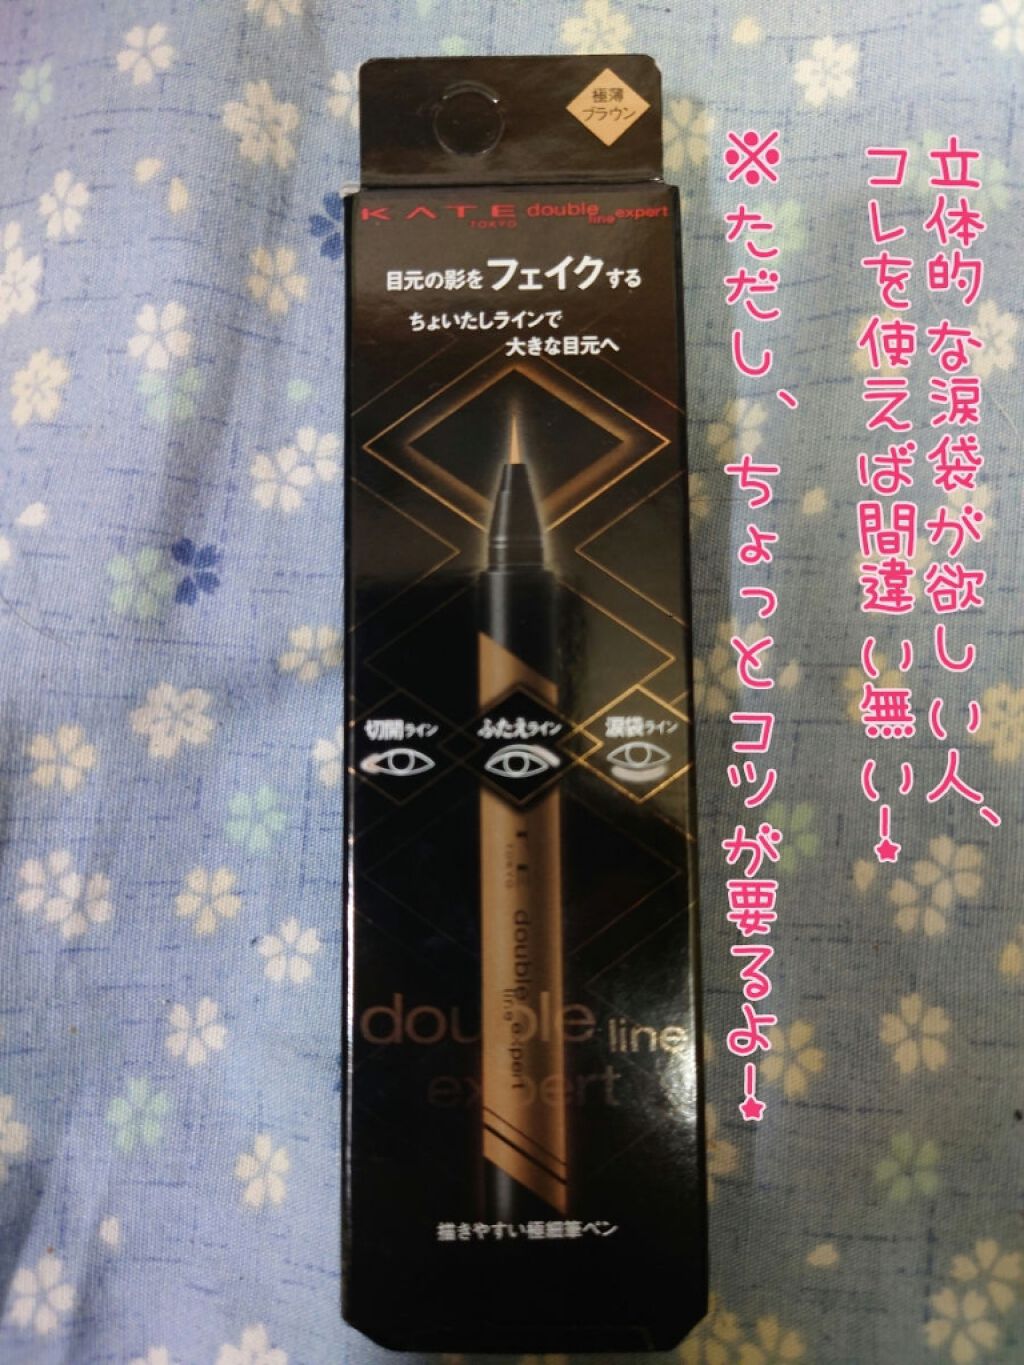 立体的な涙袋が欲しい人、
コレを使えば間違い無い!
※ただし、ちょっとコツが要るよ!
極薄
ブラウン
KATE
TOKYO
double
line expert
目元の影をフェイクする
ちょいたしラインで
大きな目元へ
切開ライン
ふたえライン
涙袋ライン
TOKYO
double
line expert
double line
expert
描きやすい極細筆ペン